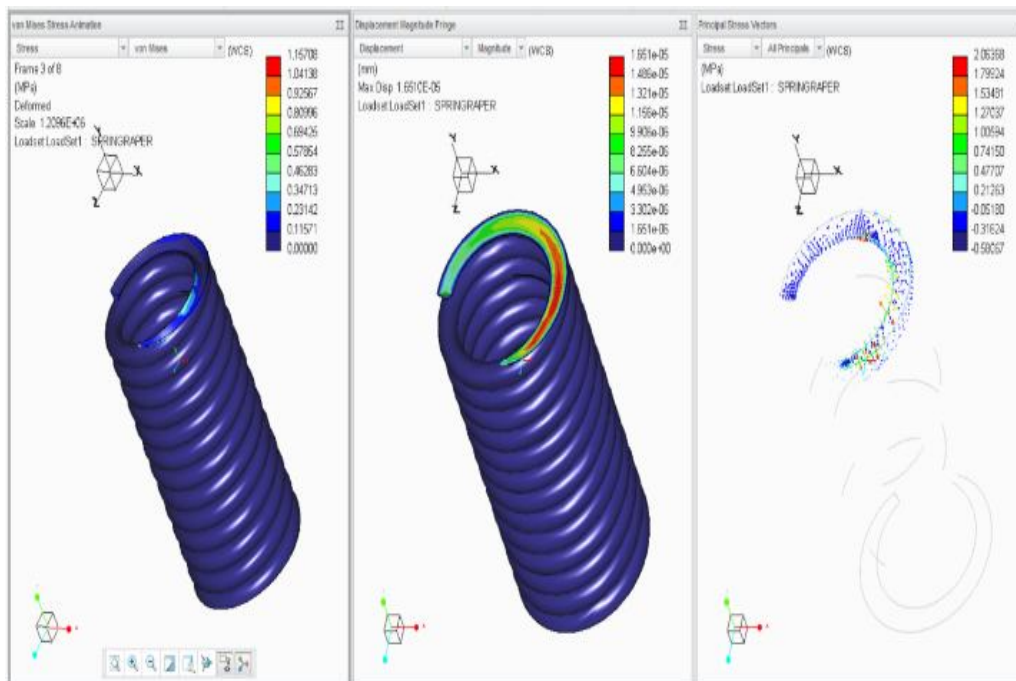 von Mises Stress Animation
Stress von Mises (WCS)
Frame 3 of 8
(MPa)
Deformed
Scale 1.2096E+06
Loadset:LoadSet1 : SPRINGRAPER
1.15708
1.04138
0.92567
0.80996
0.69425
0.57854
0.46283
0.34713
0.23142
0.11571
0.00000
Y
X
Z
Displacement Magnitude Fringe
Displacement Magnitude (WCS)
(mm)
Max Disp 1.6510E-05
Loadset:LoadSet1 : SPRINGRAPER
1.651e-05
1.486e-05
1.321e-05
1.156e-05
9.906e-06
8.255e-06
6.604e-06
4.953e-06
3.302e-06
1.651e-06
0.000e+00
Y
X
Z
Principal Stress Vectors
Stress All Principals (WCS)
(MPa)
Loadset:LoadSet1 : SPRINGRAPER
2.06368
1.79924
1.53481
1.27037
1.00594
0.74150
0.47707
0.21263
-0.05180
-0.31624
-0.58067
Y
X
Z